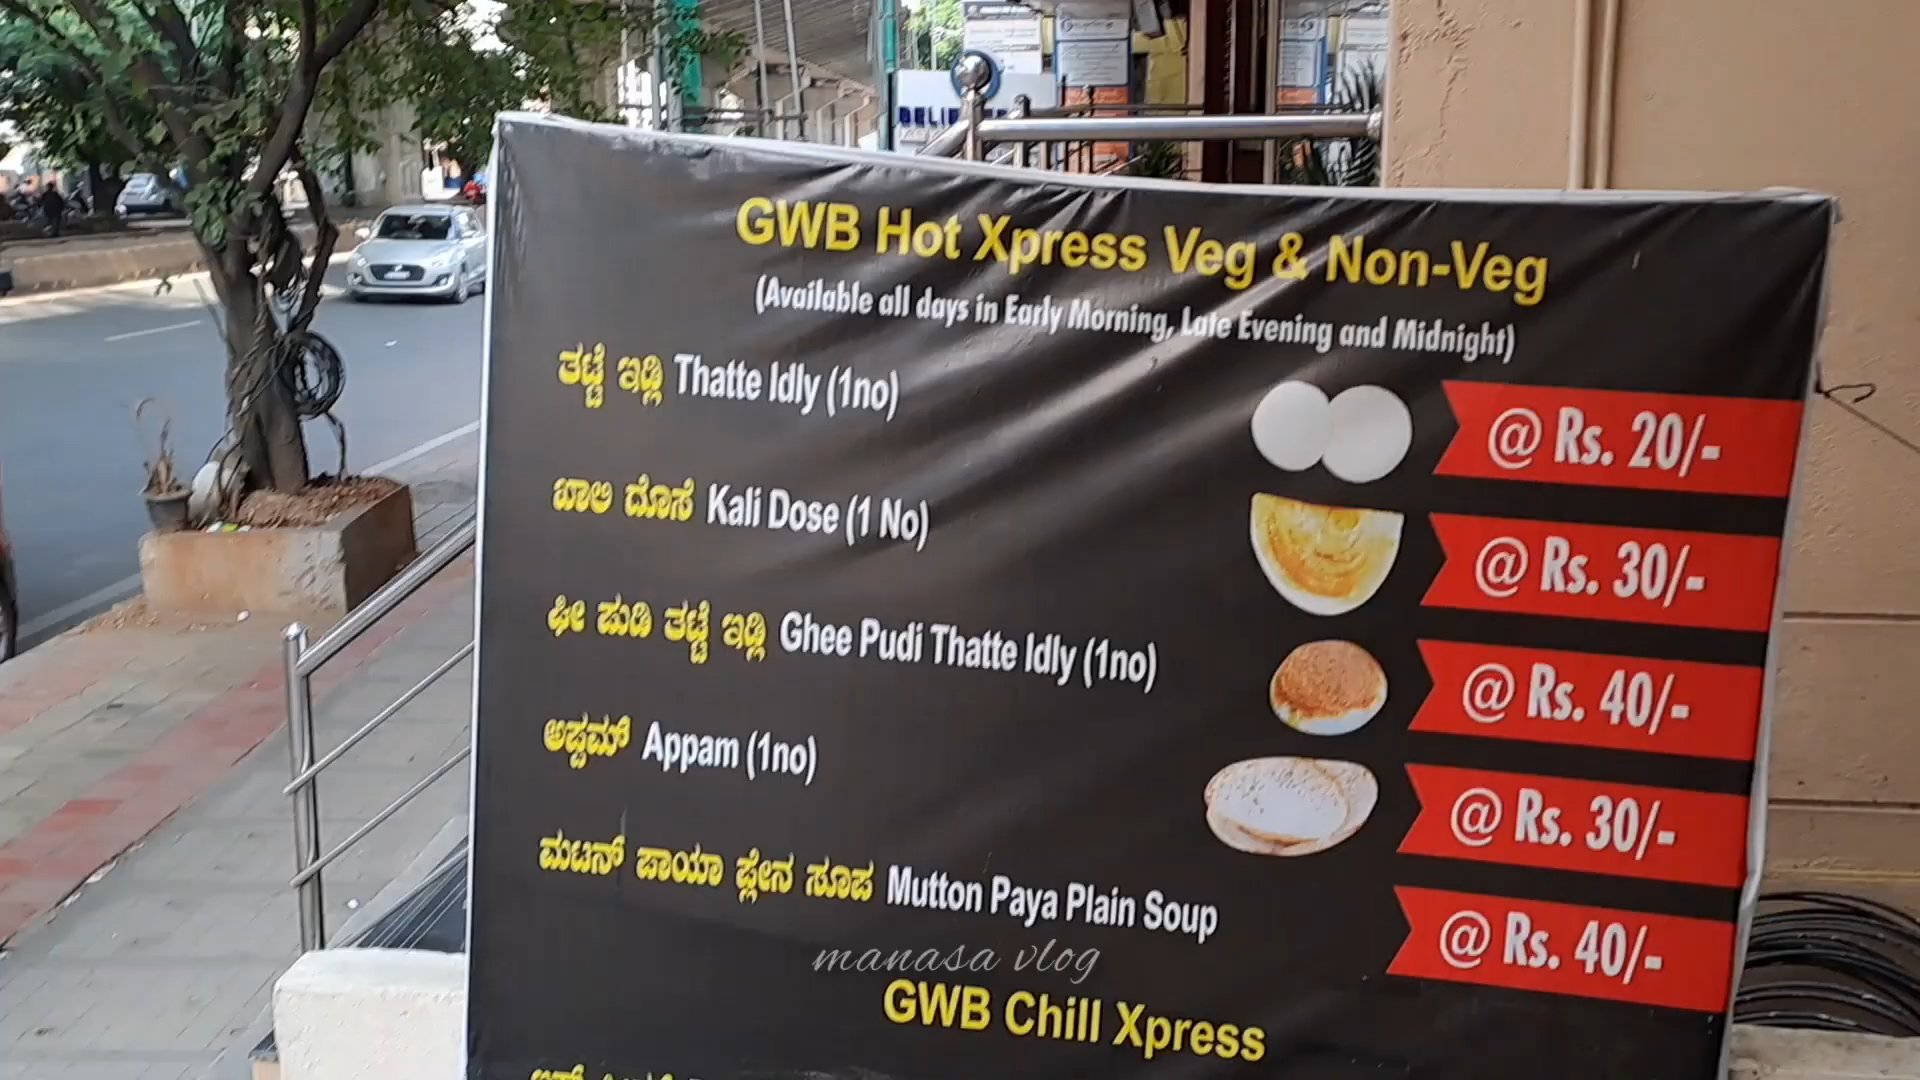 GWB Hot Xpress Veg & Non-Veg
(Available all days in Early Morning, Late Evening and Midnight)
ತಟ್ಟೆ ಇಡ್ಲಿ Thatte Idly (1no) @ Rs. 20/-
ಖಾಲಿ ದೋಸೆ Kali Dose (1 No) @ Rs. 30/-
ಘೀ ಪುಡಿ ತಟ್ಟೆ ಇಡ್ಲಿ Ghee Pudi Thatte Idly (1no) @ Rs. 40/-
ಅಪ್ಪಮ್ Appam (1no) @ Rs. 30/-
ಮಟನ್ ಪಾಯಾ ಪ್ಲೇನ ಸೂಪ Mutton Paya Plain Soup @ Rs. 40/-
manasa vlog
GWB Chill Xpress